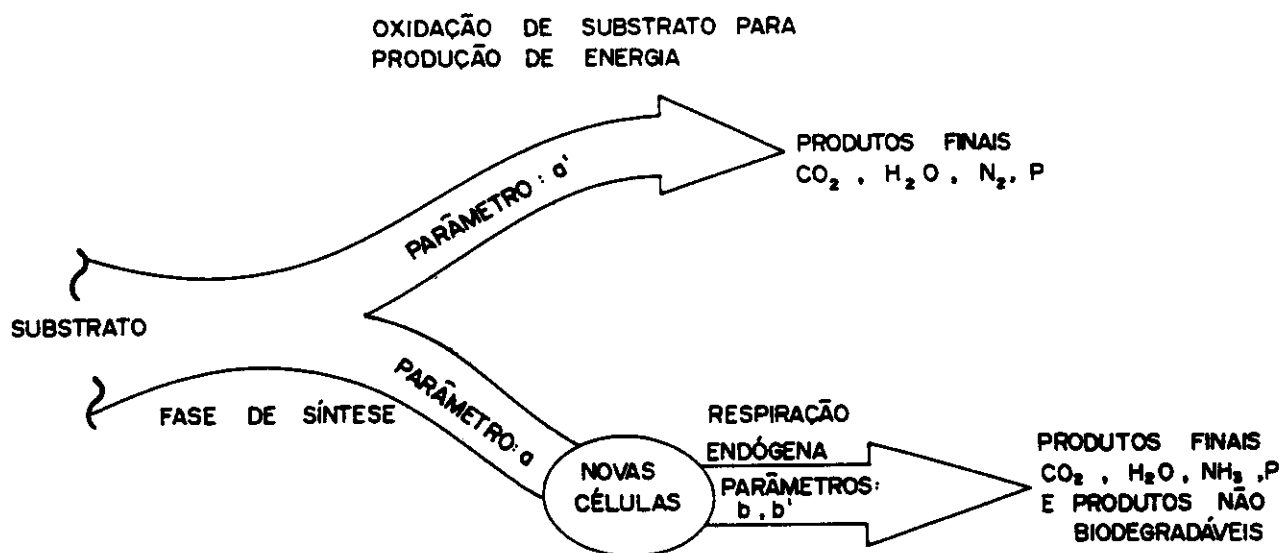 OXIDAÇÃO DE SUBSTRATO PARA
PRODUÇÃO DE ENERGIA
PRODUTOS FINAIS
CO₂ , H₂O , N₂, P
PARÂMETRO : a'
SUBSTRATO
PARÂMETRO: a
FASE DE SÍNTESE
NOVAS
CÉLULAS
RESPIRAÇÃO
ENDÓGENA
PARÂMETROS:
b , b'
PRODUTOS FINAIS
CO₂ , H₂O , NH₃ , P
E PRODUTOS NÃO
BIODEGRADÁVEIS